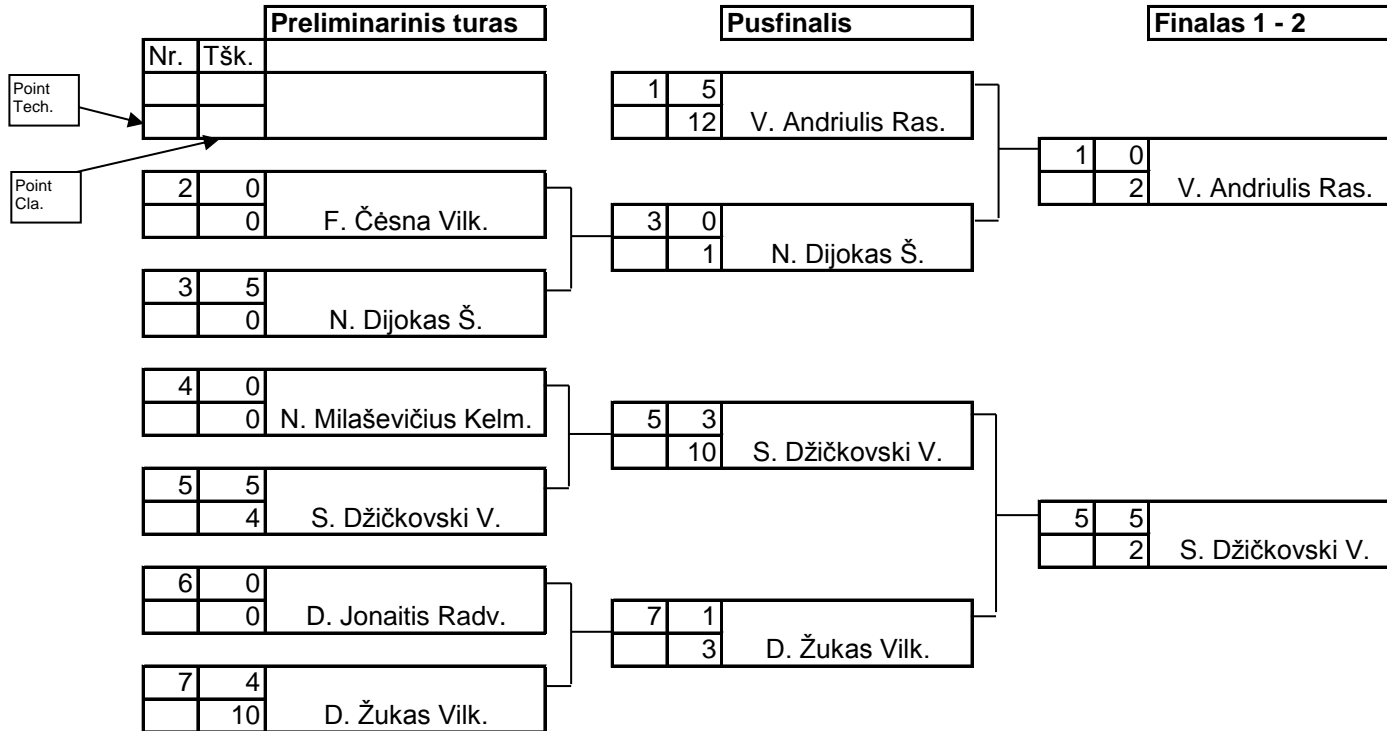 Preliminarinis turas Pusfinalis Finalas 1 - 2
Nr. Tšk.
Point
Tech.
1 5
12 V. Andriulis Ras.
1 0
2 V. Andriulis Ras.
Point
Cla.
2 0
0 F. Čėsna Vilk.
3 0
1 N. Dijokas Š.
3 5
0 N. Dijokas Š.
4 0
0 N. Milaševičius Kelm.
5 3
10 S. Džičkovski V.
5 5
4 S. Džičkovski V.
5 5
2 S. Džičkovski V.
6 0
0 D. Jonaitis Radv.
7 1
3 D. Žukas Vilk.
7 4
10 D. Žukas Vilk.